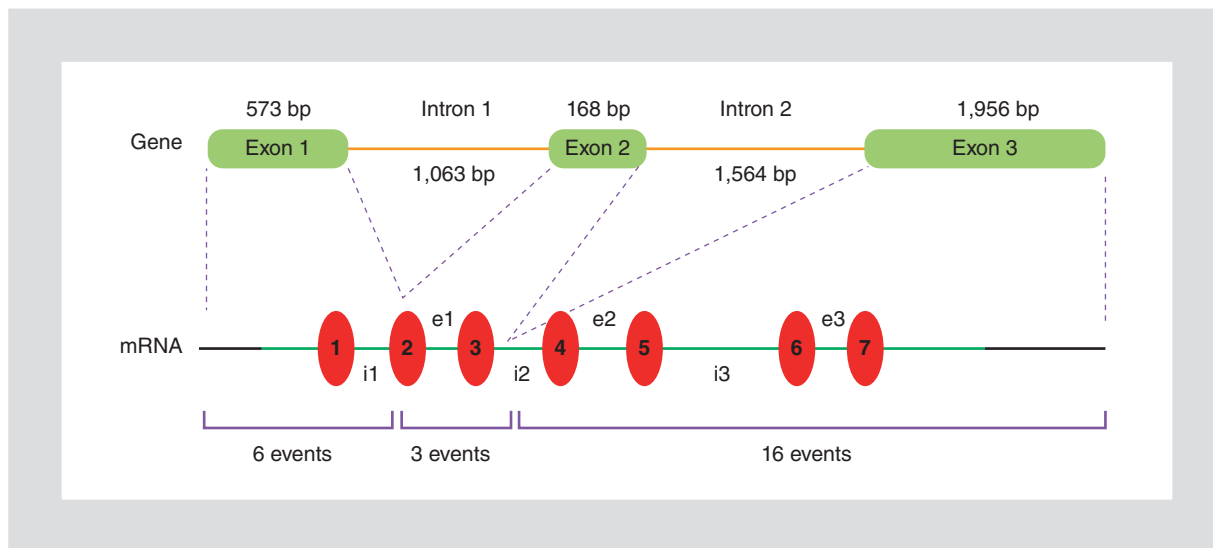 573 bp Intron 1 168 bp Intron 2 1,956 bp
Gene Exon 1 Exon 2 Exon 3
1,063 bp 1,564 bp
e1 e2 e3
mRNA 1 2 3 4 5 6 7
i1 i2 i3
6 events 3 events 16 events